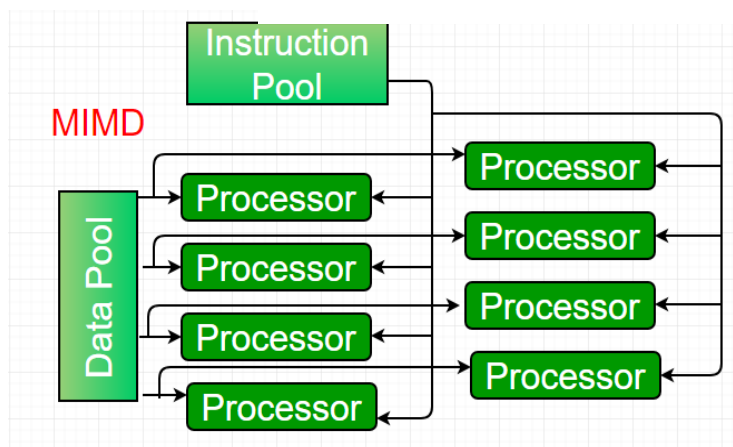 Instruction
Pool
MIMD
Processor
Processor
Processor
Processor
Data Pool
Processor
Processor
Processor
Processor